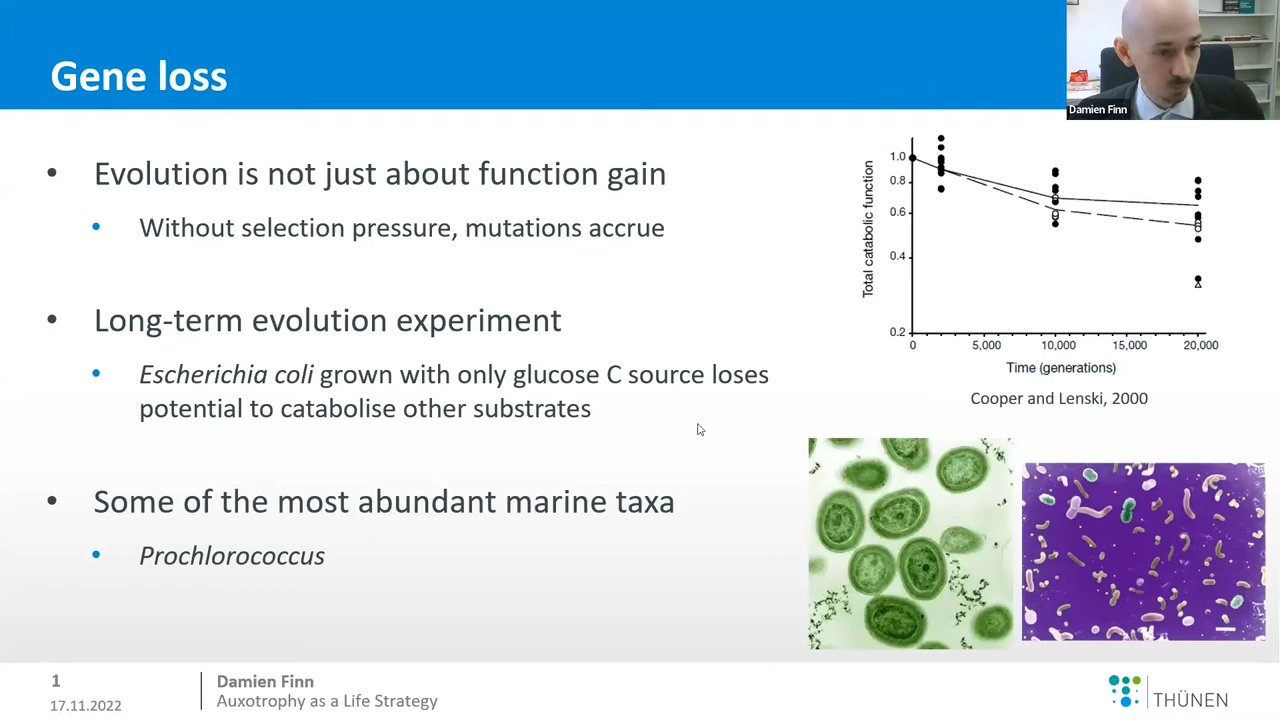 Gene loss
Damien Finn
• Evolution is not just about function gain
• Without selection pressure, mutations accrue
• Long-term evolution experiment
• Escherichia coli grown with only glucose C source loses
potential to catabolise other substrates
• Some of the most abundant marine taxa
• Prochlorococcus
Total catabolic function
1.0
0.8
0.6
0.4
0.2
0 5,000 10,000 15,000 20,000
Time (generations)
Cooper and Lenski, 2000
1
17.11.2022
Damien Finn
Auxotrophy as a Life Strategy
THÜNEN